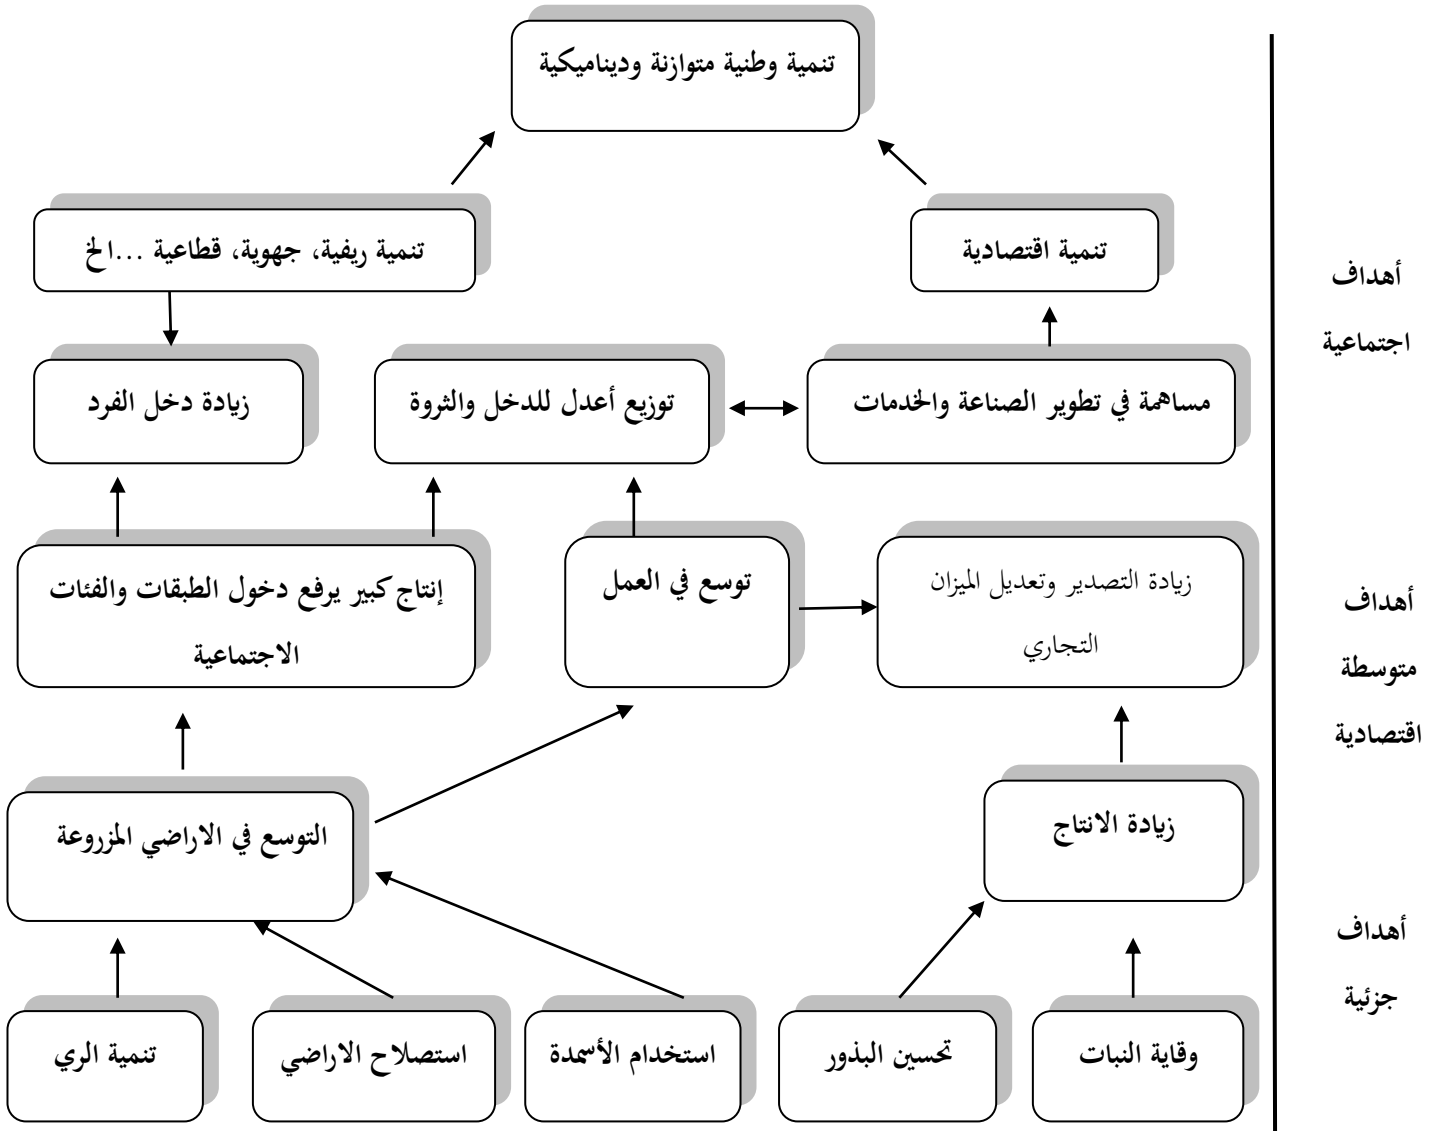 تنمية وطنية متوازنة وديناميكية
تنمية اقتصادية
تنمية ريفية، جهوية، قطاعية ...الخ
أهداف
اجتماعية
مساهمة في تطوير الصناعة والخدمات
توزيع أعدل للدخل والثروة
زيادة دخل الفرد
زيادة التصدير وتعديل الميزان
التجاري
توسع في العمل
إنتاج كبير يرفع دخول الطبقات والفئات
الاجتماعية
أهداف
متوسطة
اقتصادية
زيادة الانتاج
التوسع في الاراضي المزروعة
أهداف
جزئية
وقاية النبات
تحسين البذور
استخدام الأسمدة
استصلاح الاراضي
تنمية الري